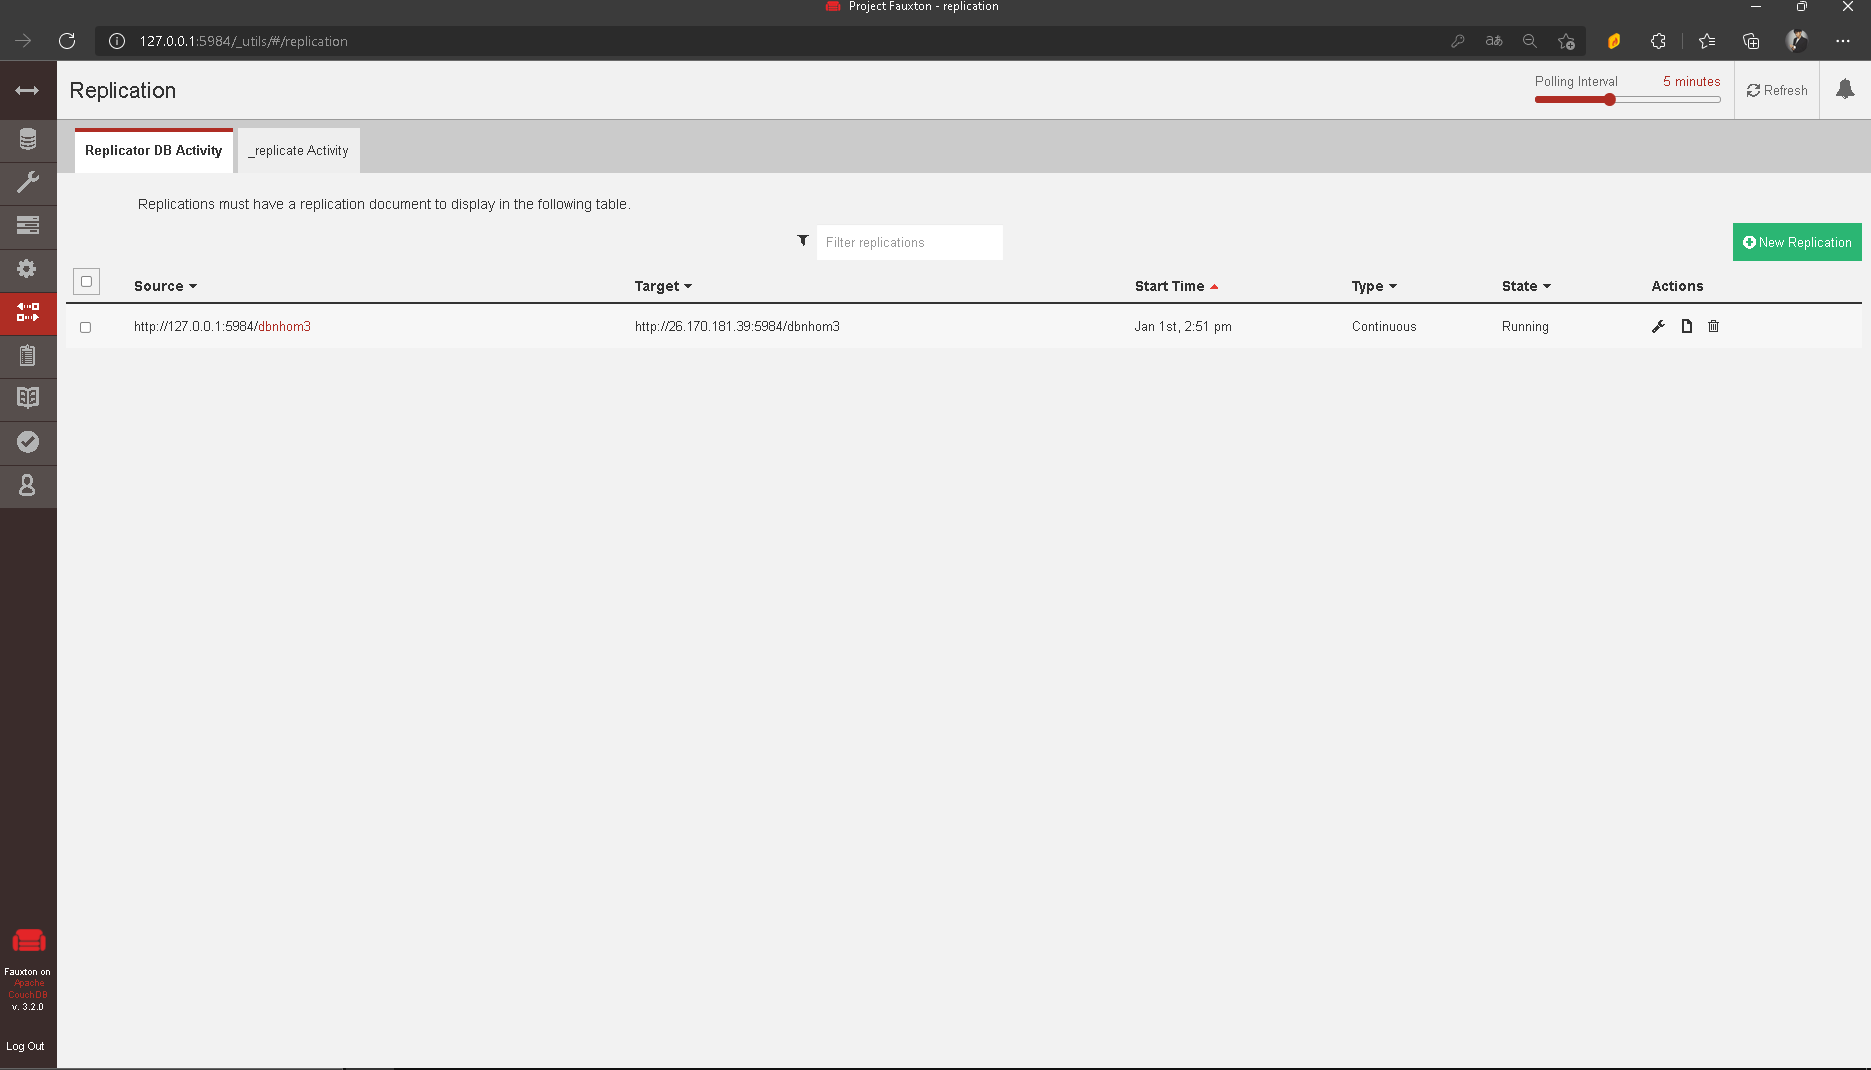 Project Fauxton - replication
127.0.0.1:5984/_utils/#/replication
aあ
Replication
Polling Interval 5 minutes
Refresh
Replicator DB Activity
_replicate Activity
Replications must have a replication document to display in the following table.
Filter replications
New Replication
Source Target Start Time Type State Actions
http://127.0.0.1:5984/dbnhom3 http://26.170.181.39:5984/dbnhom3 Jan 1st, 2:51 pm Continuous Running
Fauxton on
Apache
CouchDB
v. 3.2.0
Log Out